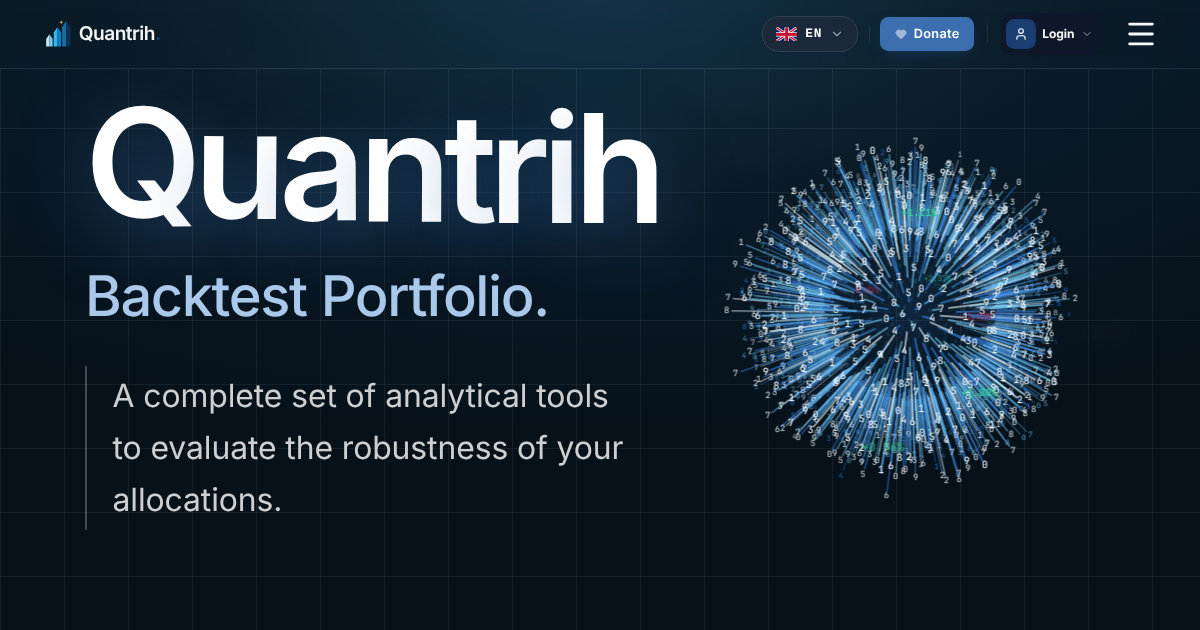 Quantrih.
EN
Donate
Login
Quantrih
Backtest Portfolio.
A complete set of analytical tools
to evaluate the robustness of your
allocations.